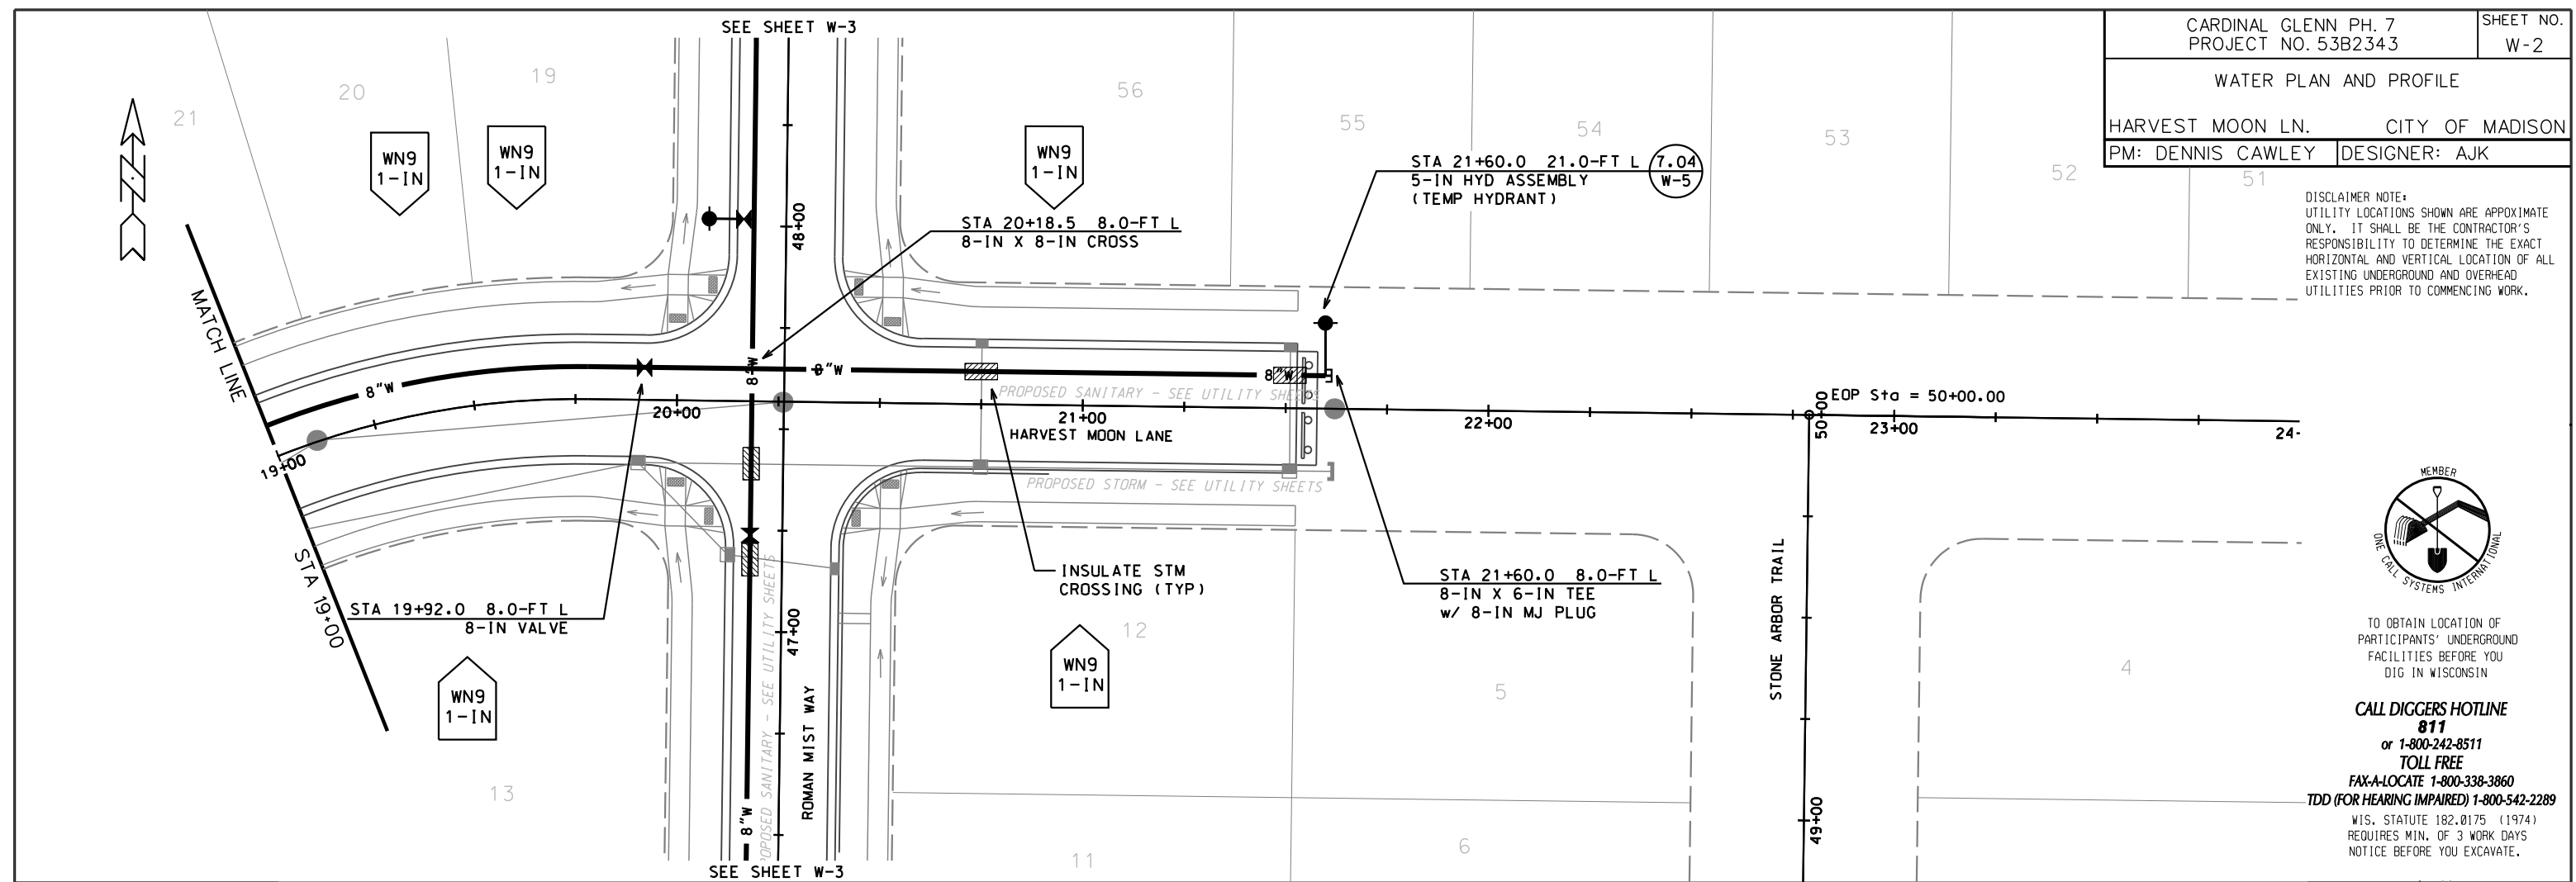 SEE SHEET W-3
CARDINAL GLENN PH. 7
PROJECT NO. 53B2343
SHEET NO.
W-2
WATER PLAN AND PROFILE
HARVEST MOON LN.
CITY OF MADISON
PM: DENNIS CAWLEY
DESIGNER: AJK
DISCLAIMER NOTE:
UTILITY LOCATIONS SHOWN ARE APPOXIMATE
ONLY. IT SHALL BE THE CONTRACTOR'S
RESPONSIBILITY TO DETERMINE THE EXACT
HORIZONTAL AND VERTICAL LOCATION OF ALL
EXISTING UNDERGROUND AND OVERHEAD
UTILITIES PRIOR TO COMMENCING WORK.
21
20
19
56
55
54
53
52
51
N
WN9
1-IN
WN9
1-IN
WN9
1-IN
STA 21+60.0 21.0-FT L
5-IN HYD ASSEMBLY
(TEMP HYDRANT)
7.04
W-5
STA 20+18.5 8.0-FT L
8-IN X 8-IN CROSS
48+00
MATCH LINE
STA 19+00
8"W
8"W
8"W
8"W
PROPOSED SANITARY - SEE UTILITY SHEETS
19+00
20+00
21+00
22+00
23+00
24-
HARVEST MOON LANE
EOP Sta = 50+00.00
50+00
PROPOSED STORM - SEE UTILITY SHEETS
INSULATE STM
CROSSING (TYP)
STA 19+92.0 8.0-FT L
8-IN VALVE
STA 21+60.0 8.0-FT L
8-IN X 6-IN TEE
w/ 8-IN MJ PLUG
47+00
ROMAN MIST WAY
OPOSED SANITARY - SEE UTILITY SHEETS
8"W
STONE ARBOR TRAIL
49+00
WN9
1-IN
WN9
1-IN
13
12
11
5
6
4
SEE SHEET W-3
MEMBER
ONE CALL SYSTEMS INTERNATIONAL
TO OBTAIN LOCATION OF
PARTICIPANTS' UNDERGROUND
FACILITIES BEFORE YOU
DIG IN WISCONSIN
CALL DIGGERS HOTLINE
811
or 1-800-242-8511
TOLL FREE
FAX-A-LOCATE 1-800-338-3860
TDD (FOR HEARING IMPAIRED) 1-800-542-2289
WIS. STATUTE 182.0175 (1974)
REQUIRES MIN. OF 3 WORK DAYS
NOTICE BEFORE YOU EXCAVATE.